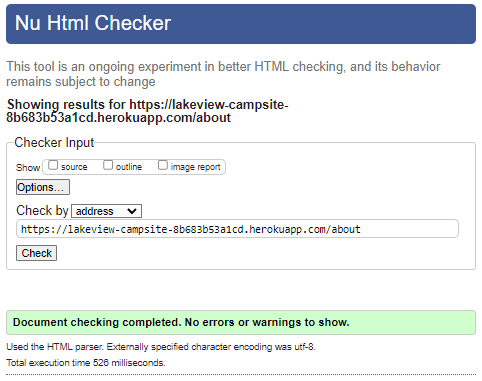 Nu Html Checker
This tool is an ongoing experiment in better HTML checking, and its behavior
remains subject to change
Showing results for https://lakeview-campsite-
8b683b53a1cd.herokuapp.com/about
Checker Input
Show source outline image report
Options...
Check by address
https://lakeview-campsite-8b683b53a1cd.herokuapp.com/about
Check
Document checking completed. No errors or warnings to show.
Used the HTML parser. Externally specified character encoding was utf-8.
Total execution time 526 milliseconds.